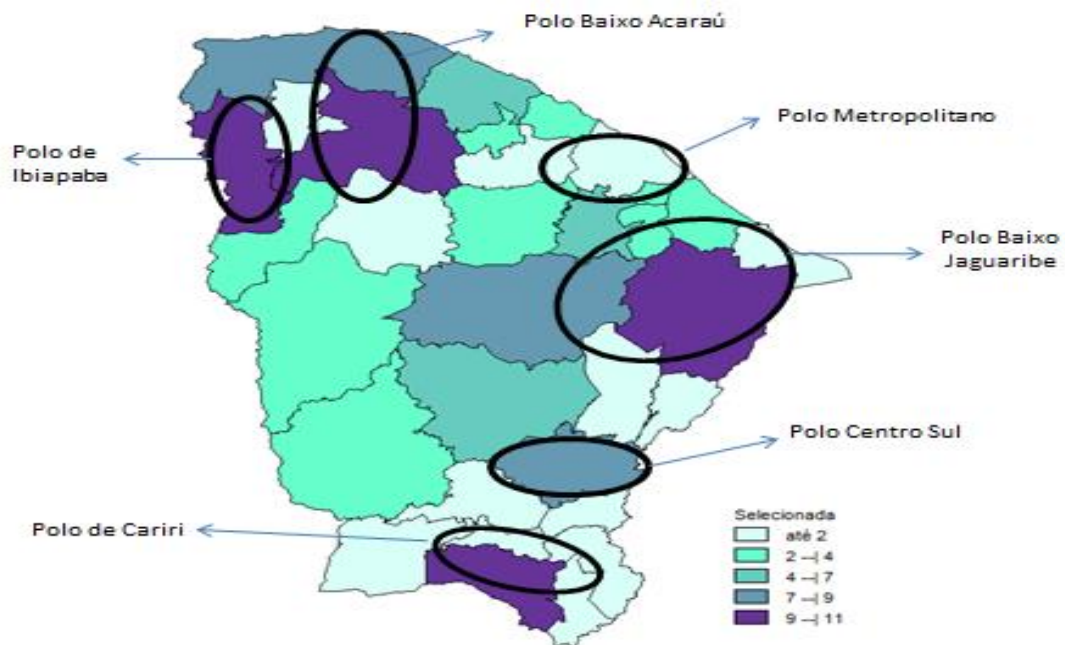 Polo Baixo Acaraú
Polo Metropolitano
Polo de
Ibiapaba
Polo Baixo
Jaguaribe
Polo Centro Sul
Polo de Cariri
Selecionada
até 2
2 --| 4
4 --| 7
7 --| 9
9 --| 11